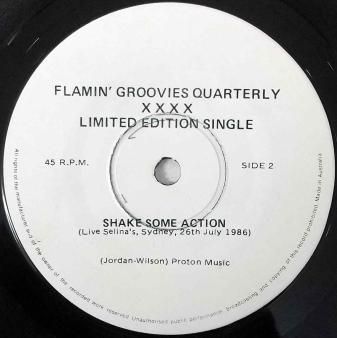 FLAMIN' GROOVIES QUARTERLY
XXXX
LIMITED EDITION SINGLE
45 R.P.M.
SIDE 2
SHAKE SOME ACTION
(Live Selina's, Sydney, 26th July 1986)
(Jordan-Wilson) Proton Music
All rights of the manufacturer and of the owner of the recorded work reserved. Unauthorised public performance, broadcasting and copying of this record prohibited. Made in Australia